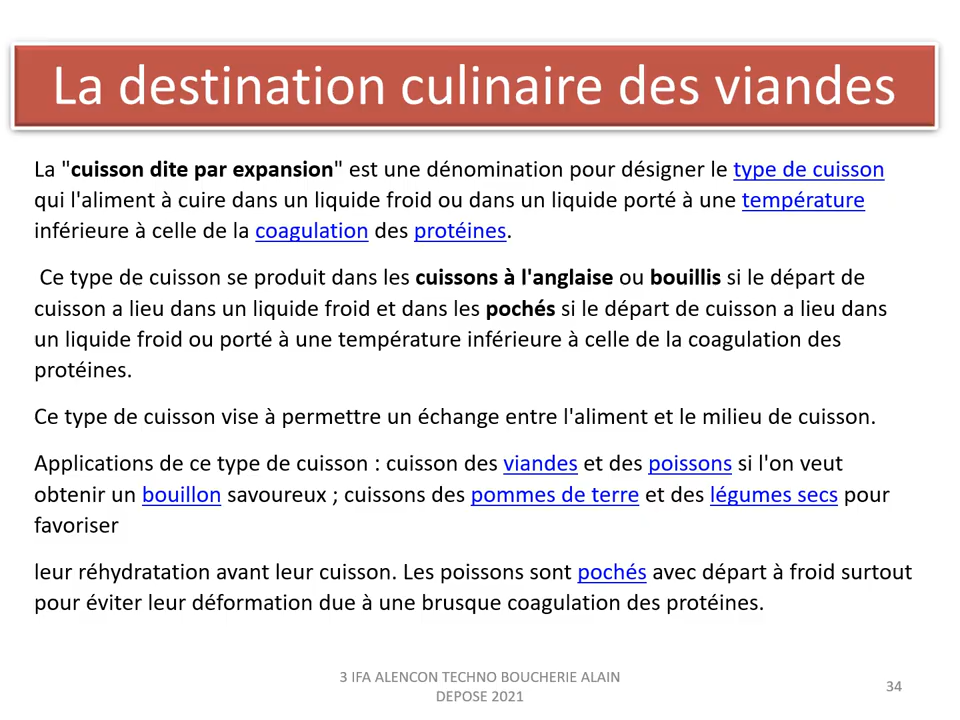 La destination culinaire des viandes
La "cuisson dite par expansion" est une dénomination pour désigner le type de cuisson
qui l'aliment à cuire dans un liquide froid ou dans un liquide porté à une température
inférieure à celle de la coagulation des protéines.
Ce type de cuisson se produit dans les cuissons à l'anglaise ou bouillis si le départ de
cuisson a lieu dans un liquide froid et dans les pochés si le départ de cuisson a lieu dans
un liquide froid ou porté à une température inférieure à celle de la coagulation des
protéines.
Ce type de cuisson vise à permettre un échange entre l'aliment et le milieu de cuisson.
Applications de ce type de cuisson : cuisson des viandes et des poissons si l'on veut
obtenir un bouillon savoureux ; cuissons des pommes de terre et des légumes secs pour
favoriser
leur réhydratation avant leur cuisson. Les poissons sont pochés avec départ à froid surtout
pour éviter leur déformation due à une brusque coagulation des protéines.
3 IFA ALENCON TECHNO BOUCHERIE ALAIN
DEPOSE 2021
34